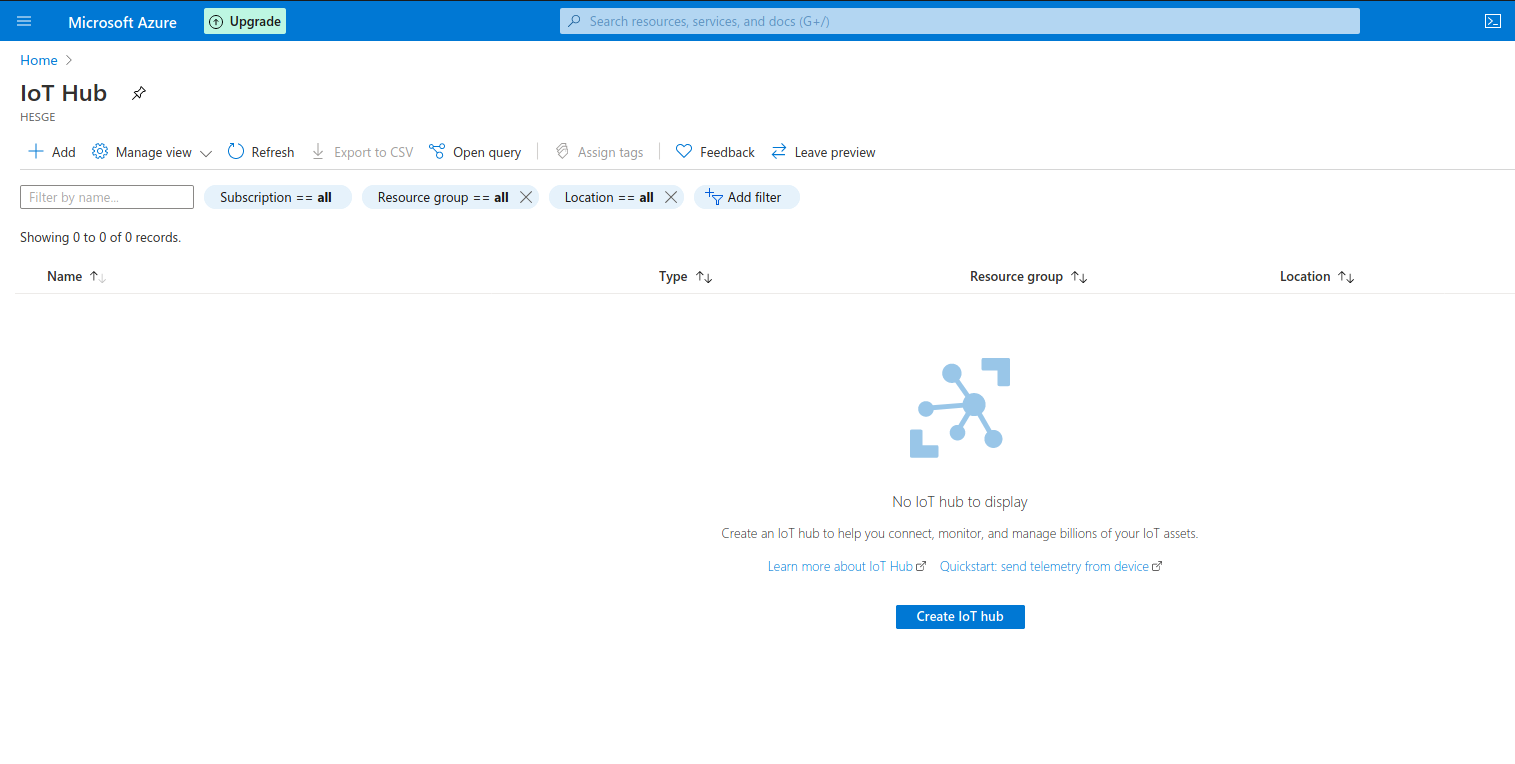 Microsoft Azure Upgrade Search resources, services, and docs (G+/)
Home
IoT Hub
HESGE
Add Manage view Refresh Export to CSV Open query Assign tags Feedback Leave preview
Filter by name... Subscription == all Resource group == all Location == all Add filter
Showing 0 to 0 of 0 records.
Name Type Resource group Location
No IoT hub to display
Create an IoT hub to help you connect, monitor, and manage billions of your IoT assets.
Learn more about IoT Hub Quickstart: send telemetry from device
Create IoT hub